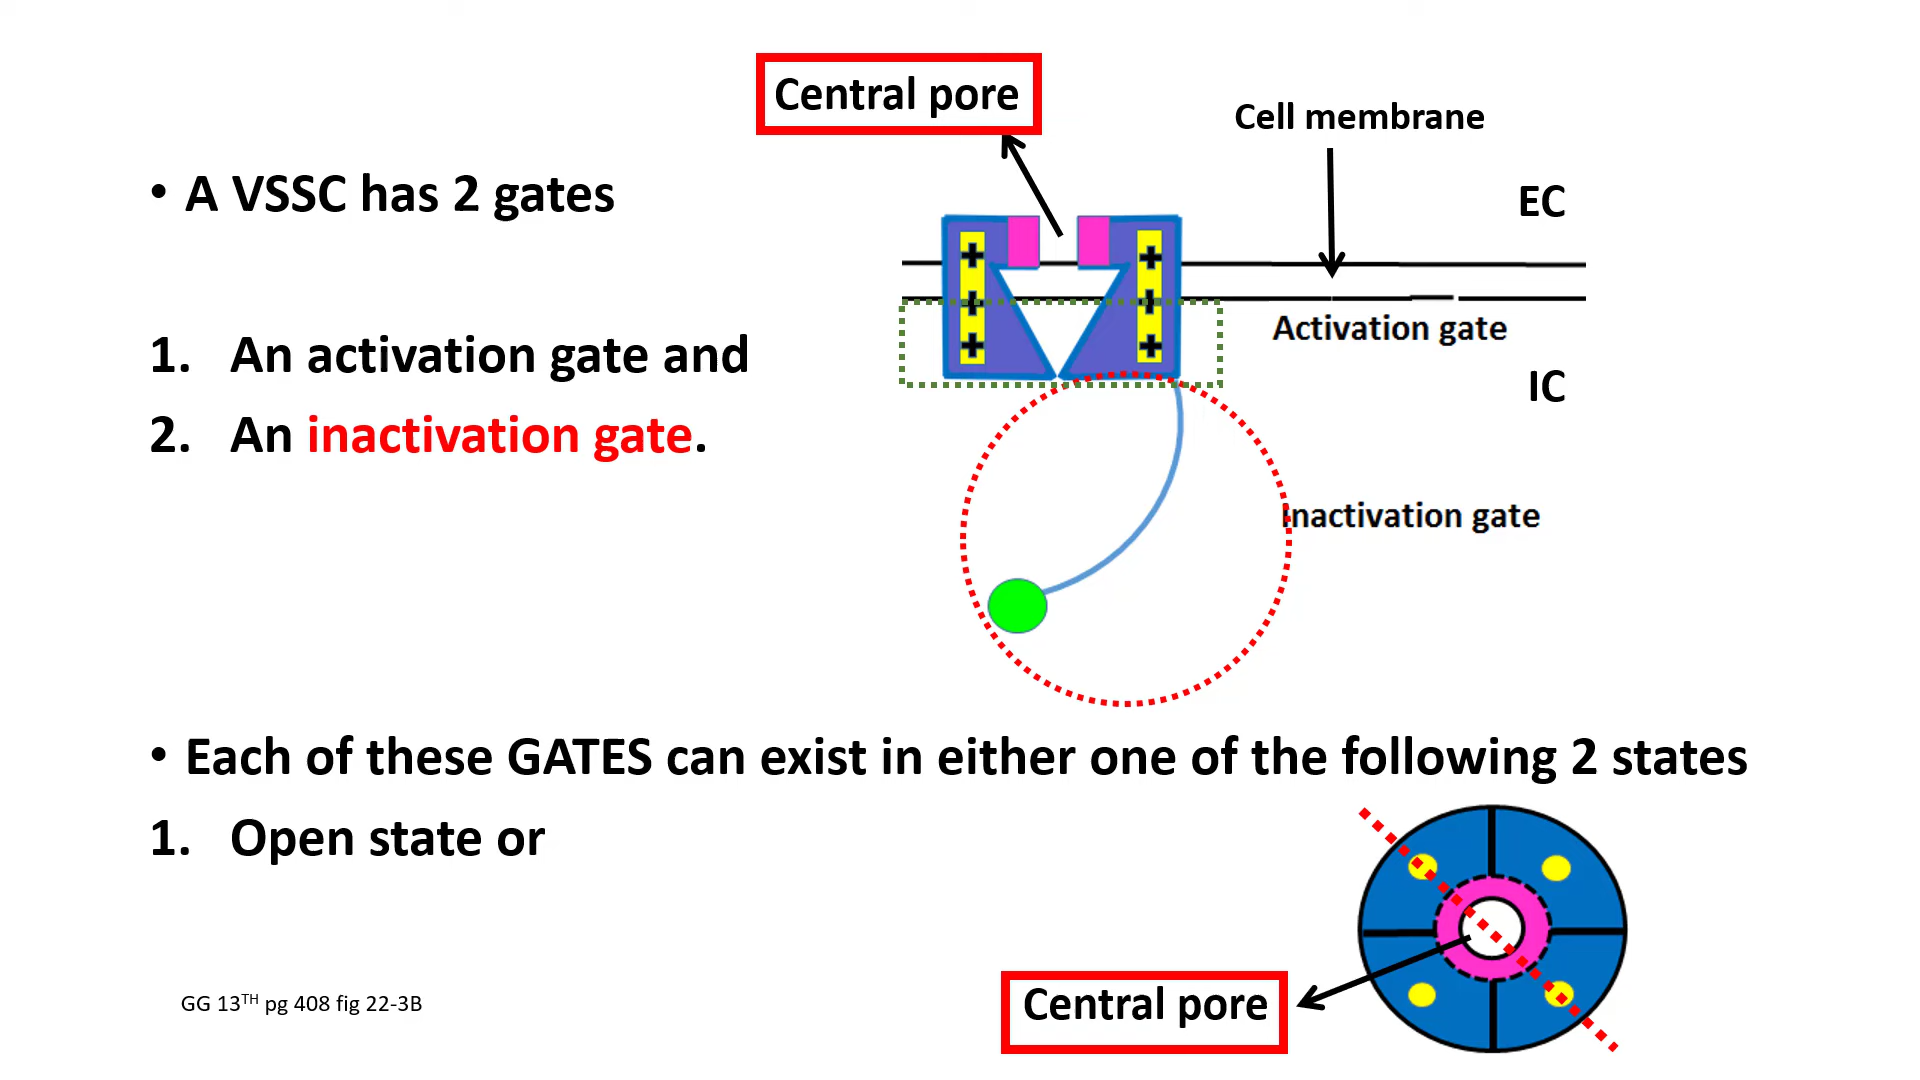 Central pore
Cell membrane
• A VSSC has 2 gates
EC
+ +
+ +
+ +
Activation gate
1. An activation gate and
IC
2. An inactivation gate.
Inactivation gate
• Each of these GATES can exist in either one of the following 2 states
1. Open state or
GG 13TH pg 408 fig 22-3B
Central pore